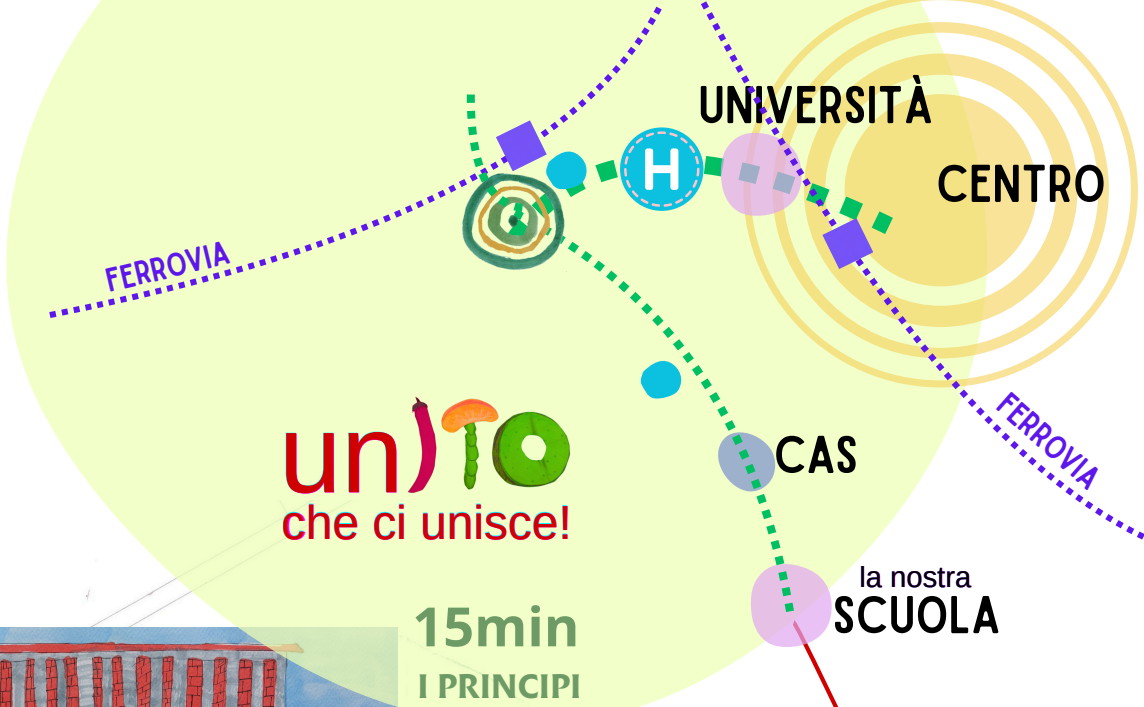 UNIVERSITÀ
H
CENTRO
FERROVIA
FERROVIA
unITO
che ci unisce!
CAS
la nostra
SCUOLA
15min
I PRINCIPI